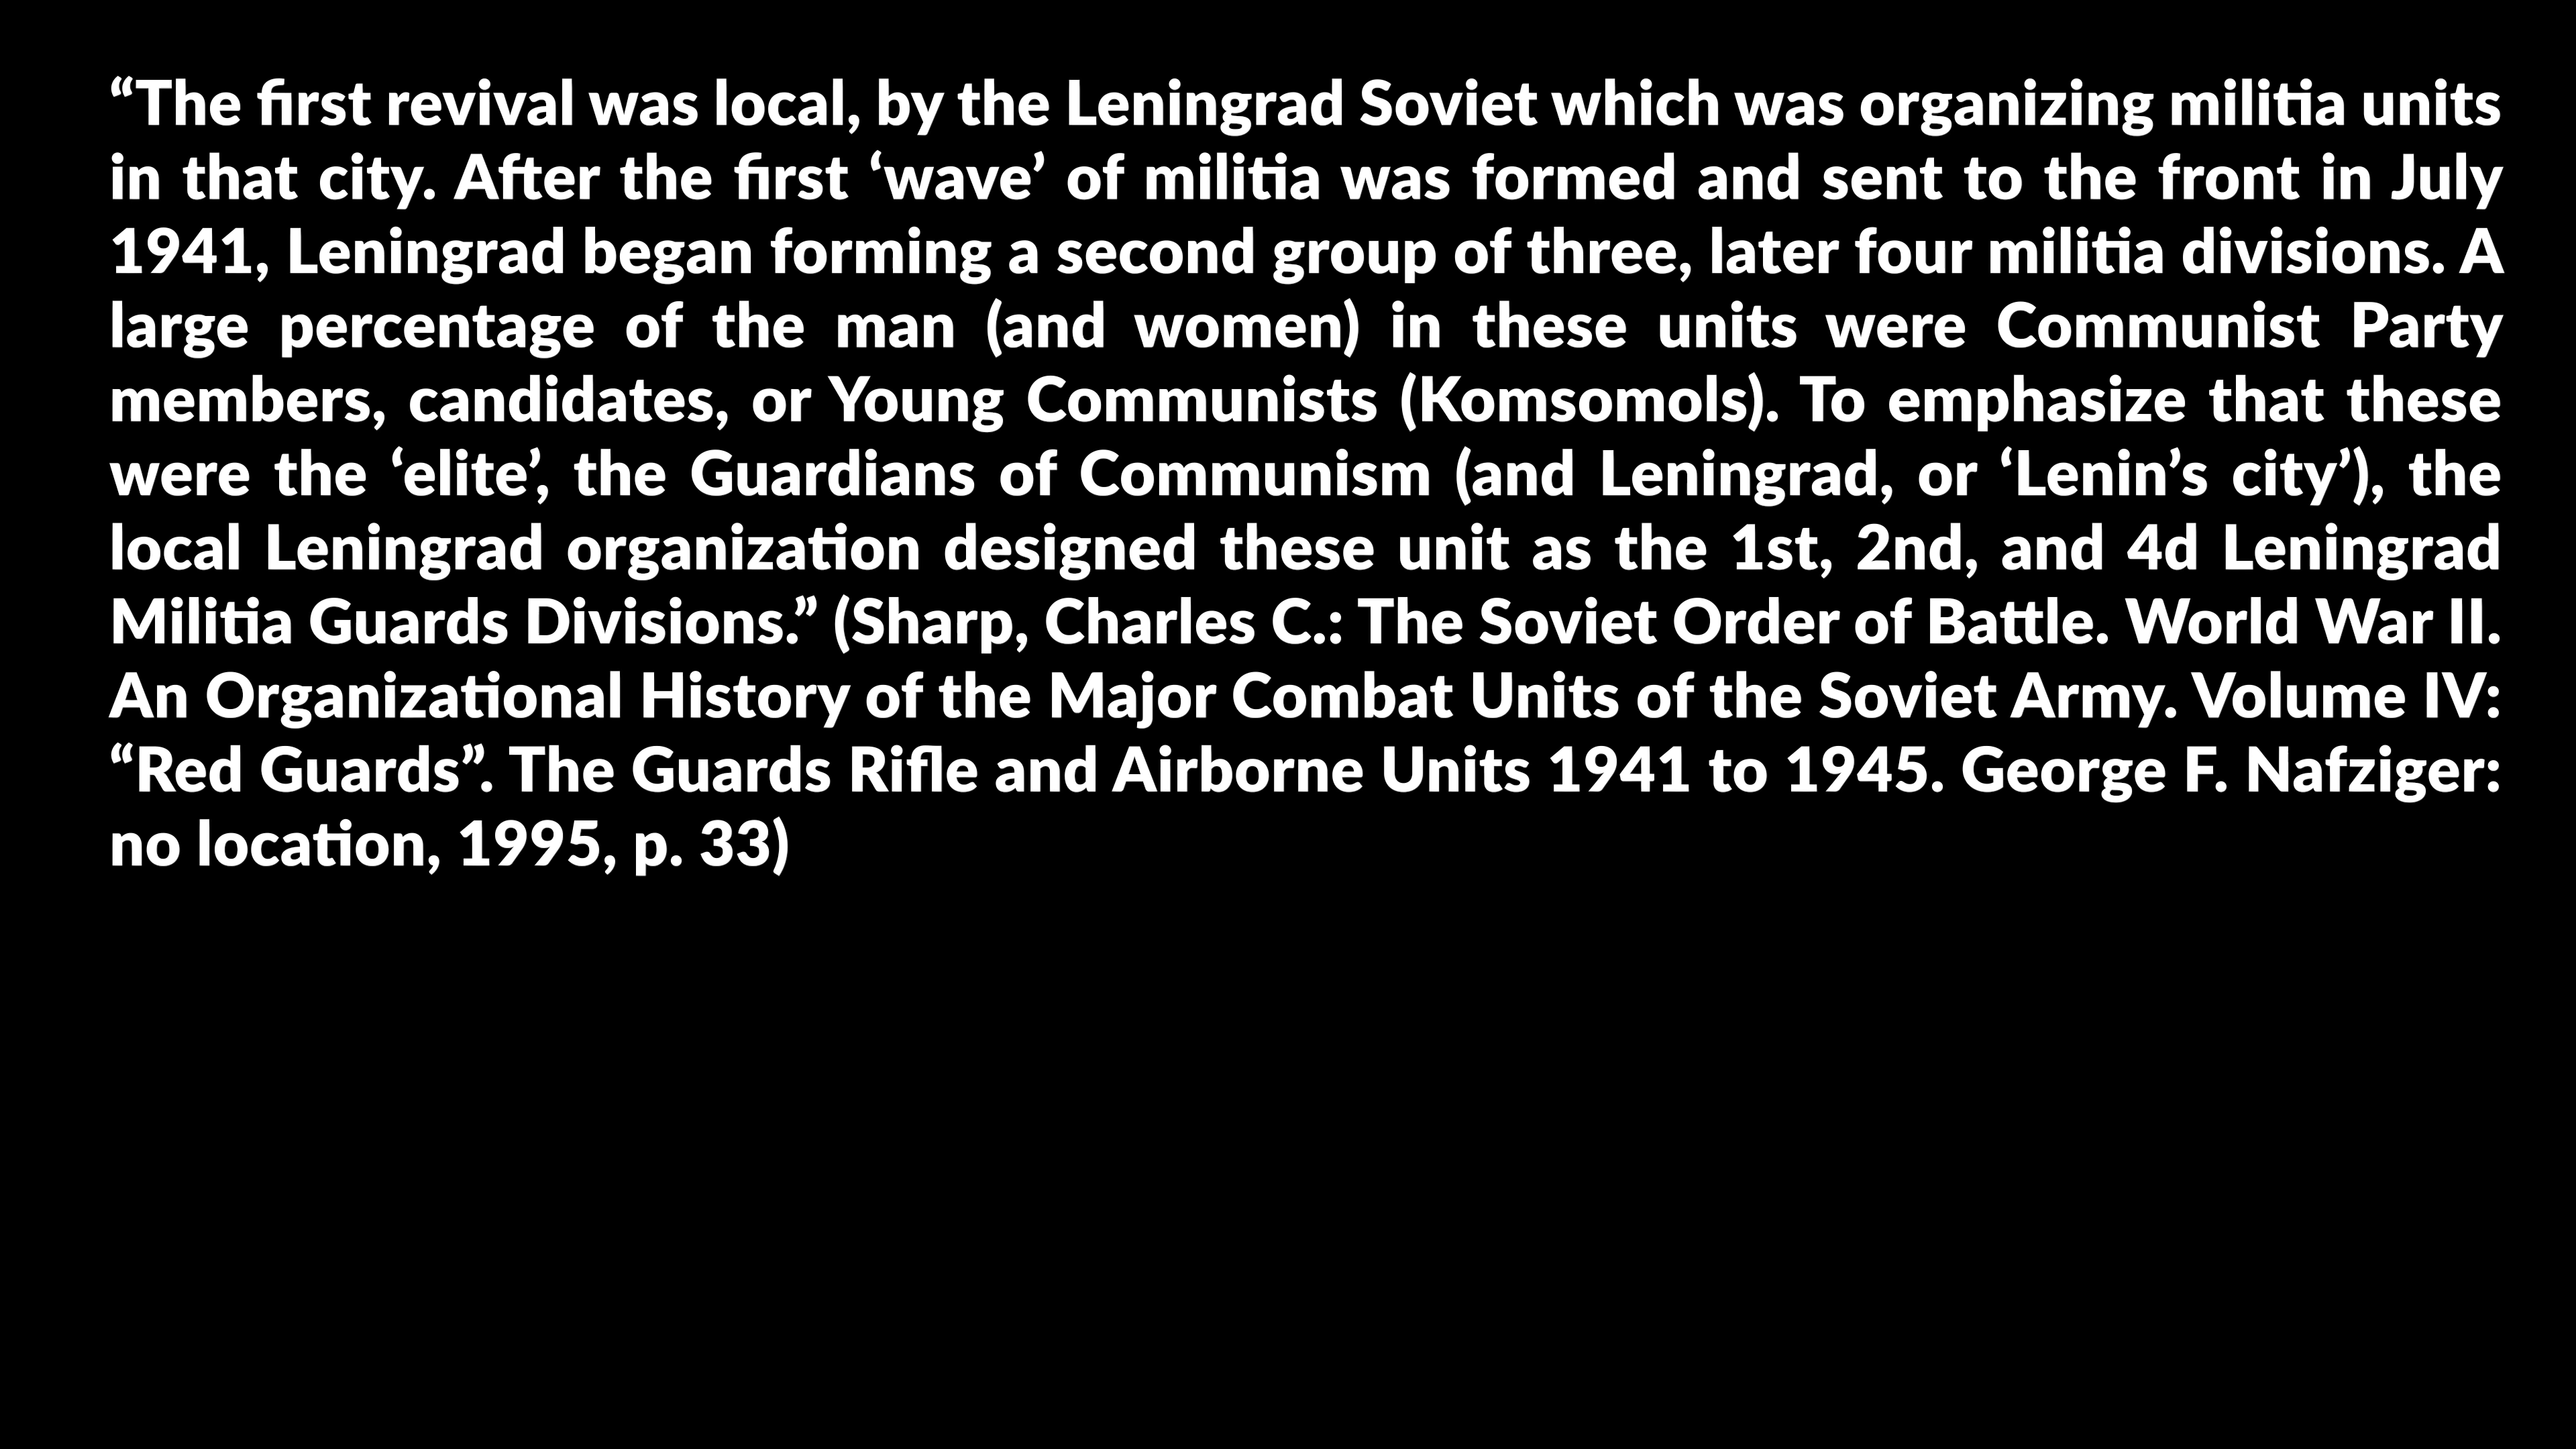 “The first revival was local, by the Leningrad Soviet which was organizing militia units
in that city. After the first ‘wave’ of militia was formed and sent to the front in July
1941, Leningrad began forming a second group of three, later four militia divisions. A
large percentage of the man (and women) in these units were Communist Party
members, candidates, or Young Communists (Komsomols). To emphasize that these
were the ‘elite’, the Guardians of Communism (and Leningrad, or ‘Lenin’s city’), the
local Leningrad organization designed these unit as the 1st, 2nd, and 4d Leningrad
Militia Guards Divisions.” (Sharp, Charles C.: The Soviet Order of Battle. World War II.
An Organizational History of the Major Combat Units of the Soviet Army. Volume IV:
“Red Guards”. The Guards Rifle and Airborne Units 1941 to 1945. George F. Nafziger:
no location, 1995, p. 33)